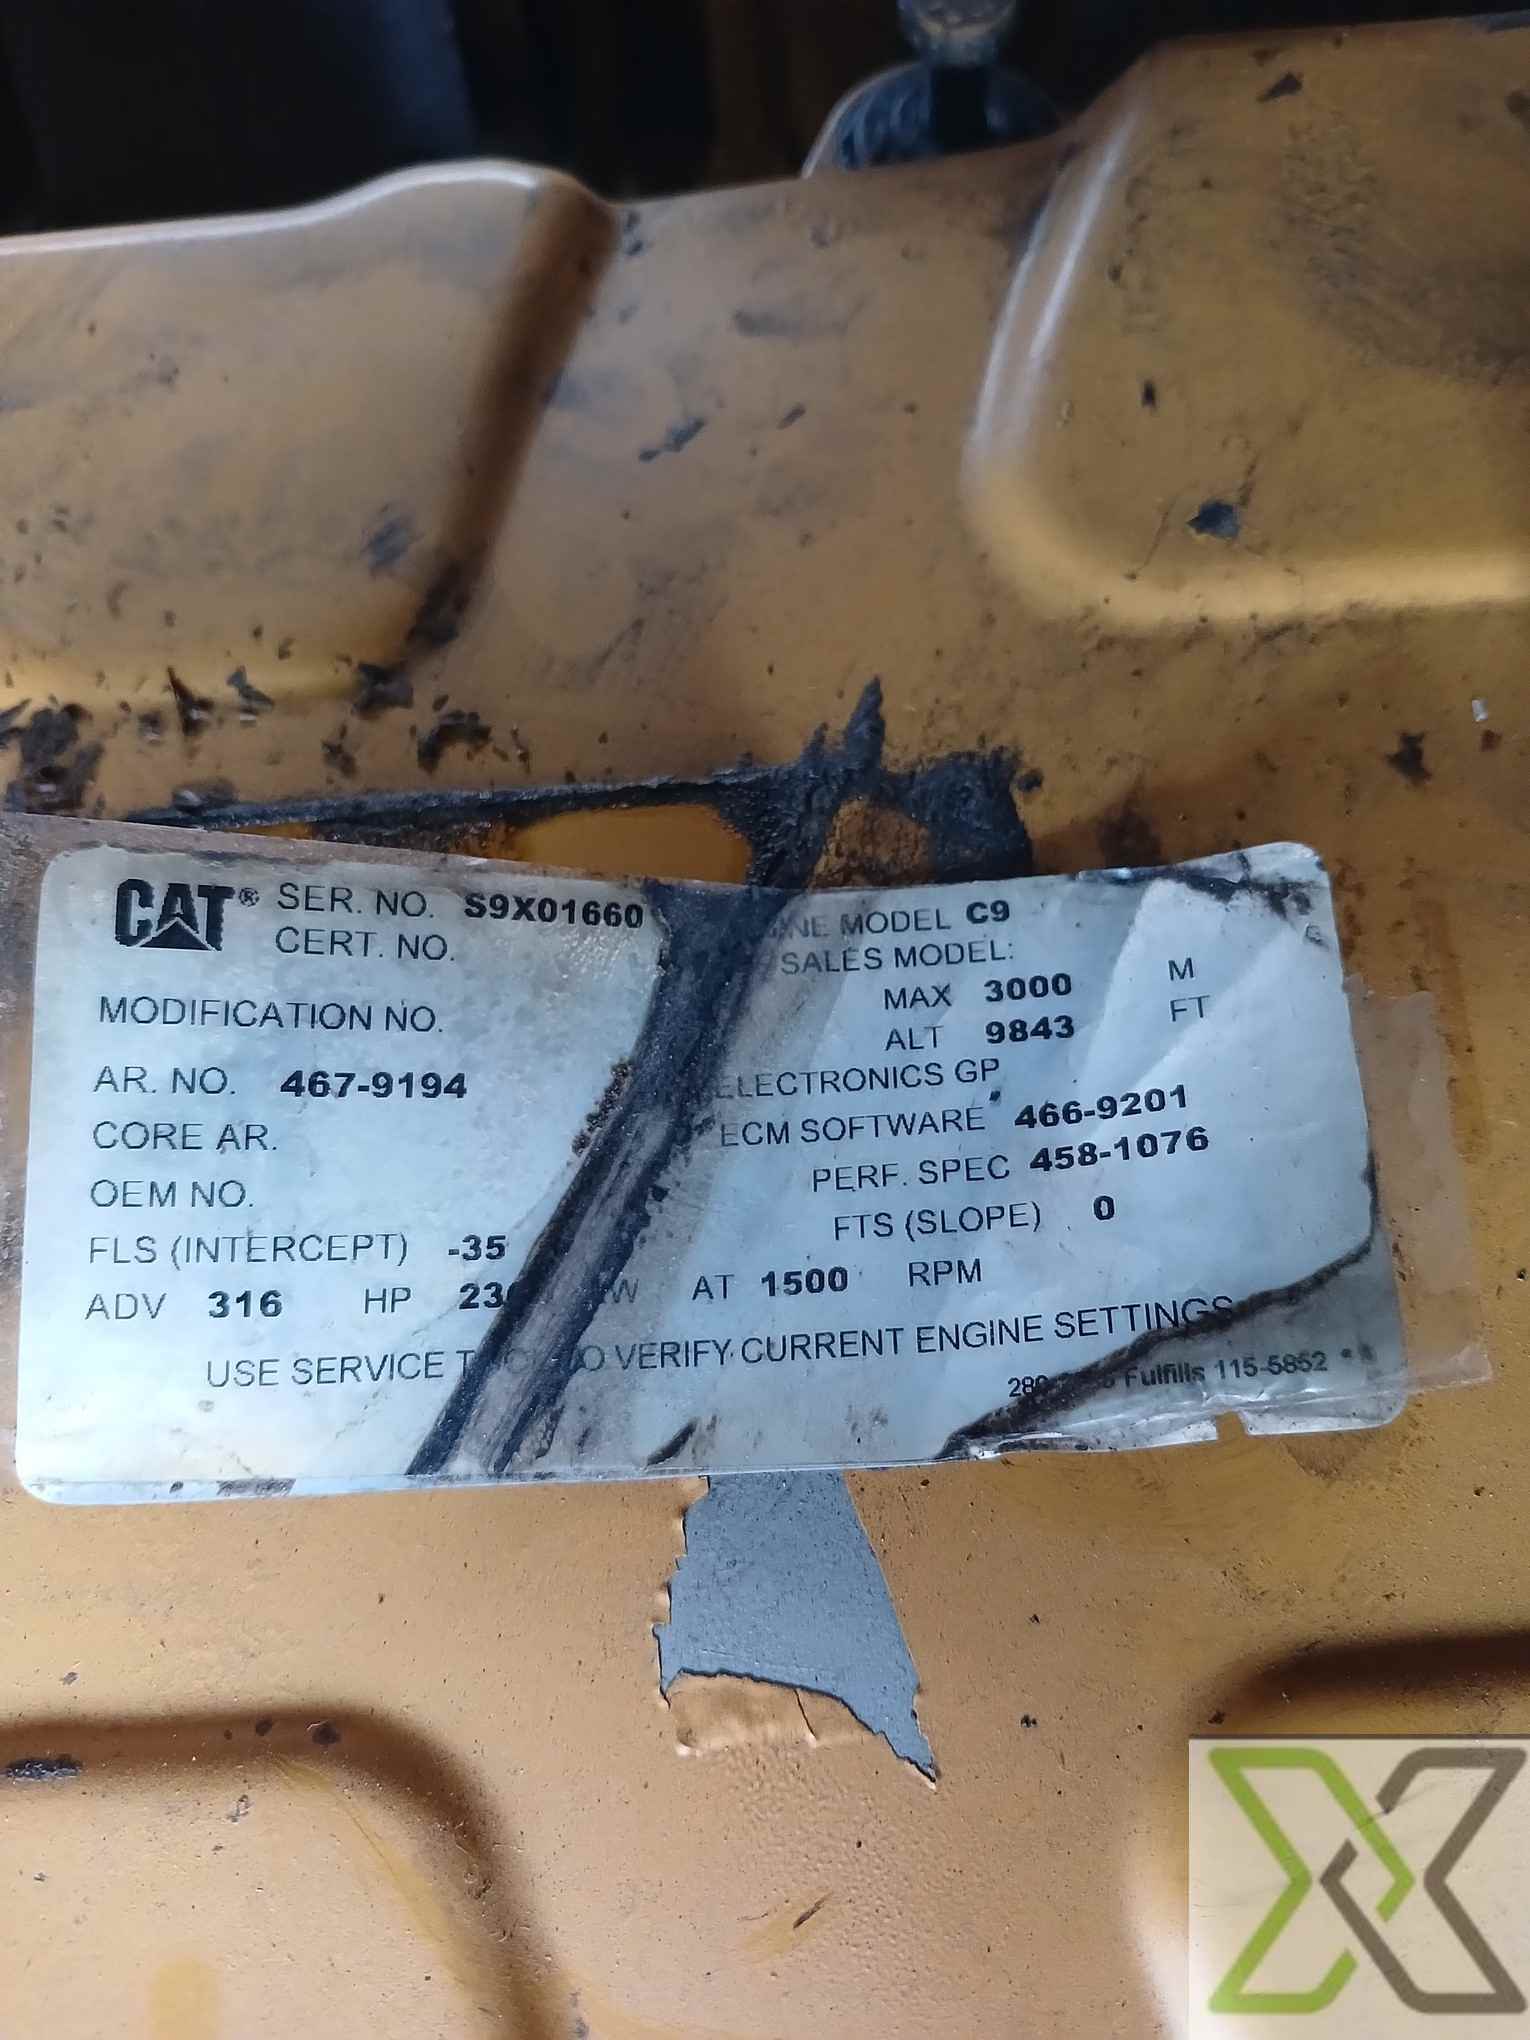 CAT® SER. NO. S9X01660
CERT. NO.
MODIFICATION NO.
AR. NO. 467-9194
CORE AR.
OEM NO.
FLS (INTERCEPT) -35
ADV 316 HP AT 1500 RPM
MODEL C9
SALES MODEL:
MAX 3000 M
ALT 9843 FT
ELECTRONICS GP
ECM SOFTWARE 466-9201
PERF. SPEC 458-1076
FTS (SLOPE) 0
USE SERVICE VERIFY CURRENT ENGINE SETTINGS
Fulfills 115-5852